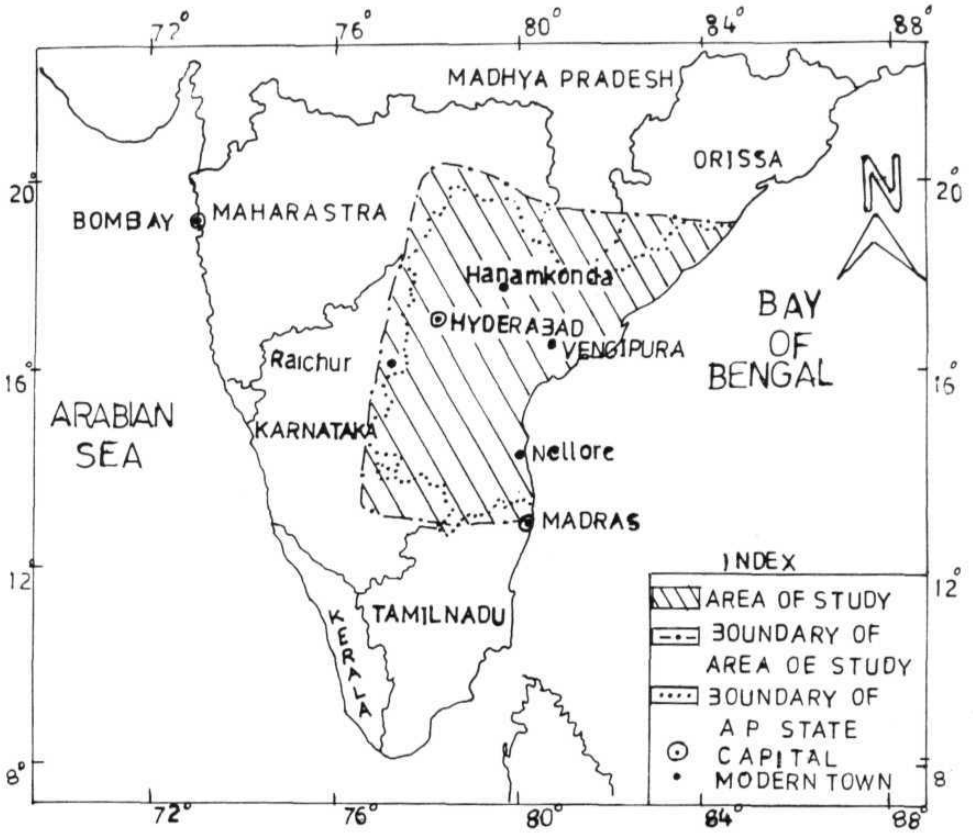 72° 76° 80° 84° 88°
MADHYA PRADESH
ORISSA
N
20° 20°
BOMBAY MAHARASTRA
Hanamkonda
HYDERABAD
BAY
OF
BENGAL
VENGIPURA
Raichur
16° 16°
ARABIAN
SEA
KARNATAKA
Nellore
MADRAS
INDEX
12° 12°
AREA OF STUDY
BOUNDARY OF
AREA OE STUDY
BOUNDARY OF
A P STATE
CAPITAL
MODERN TOWN
TAMILNADU
KERALA
8° 8
72° 76° 80° 84° 88°